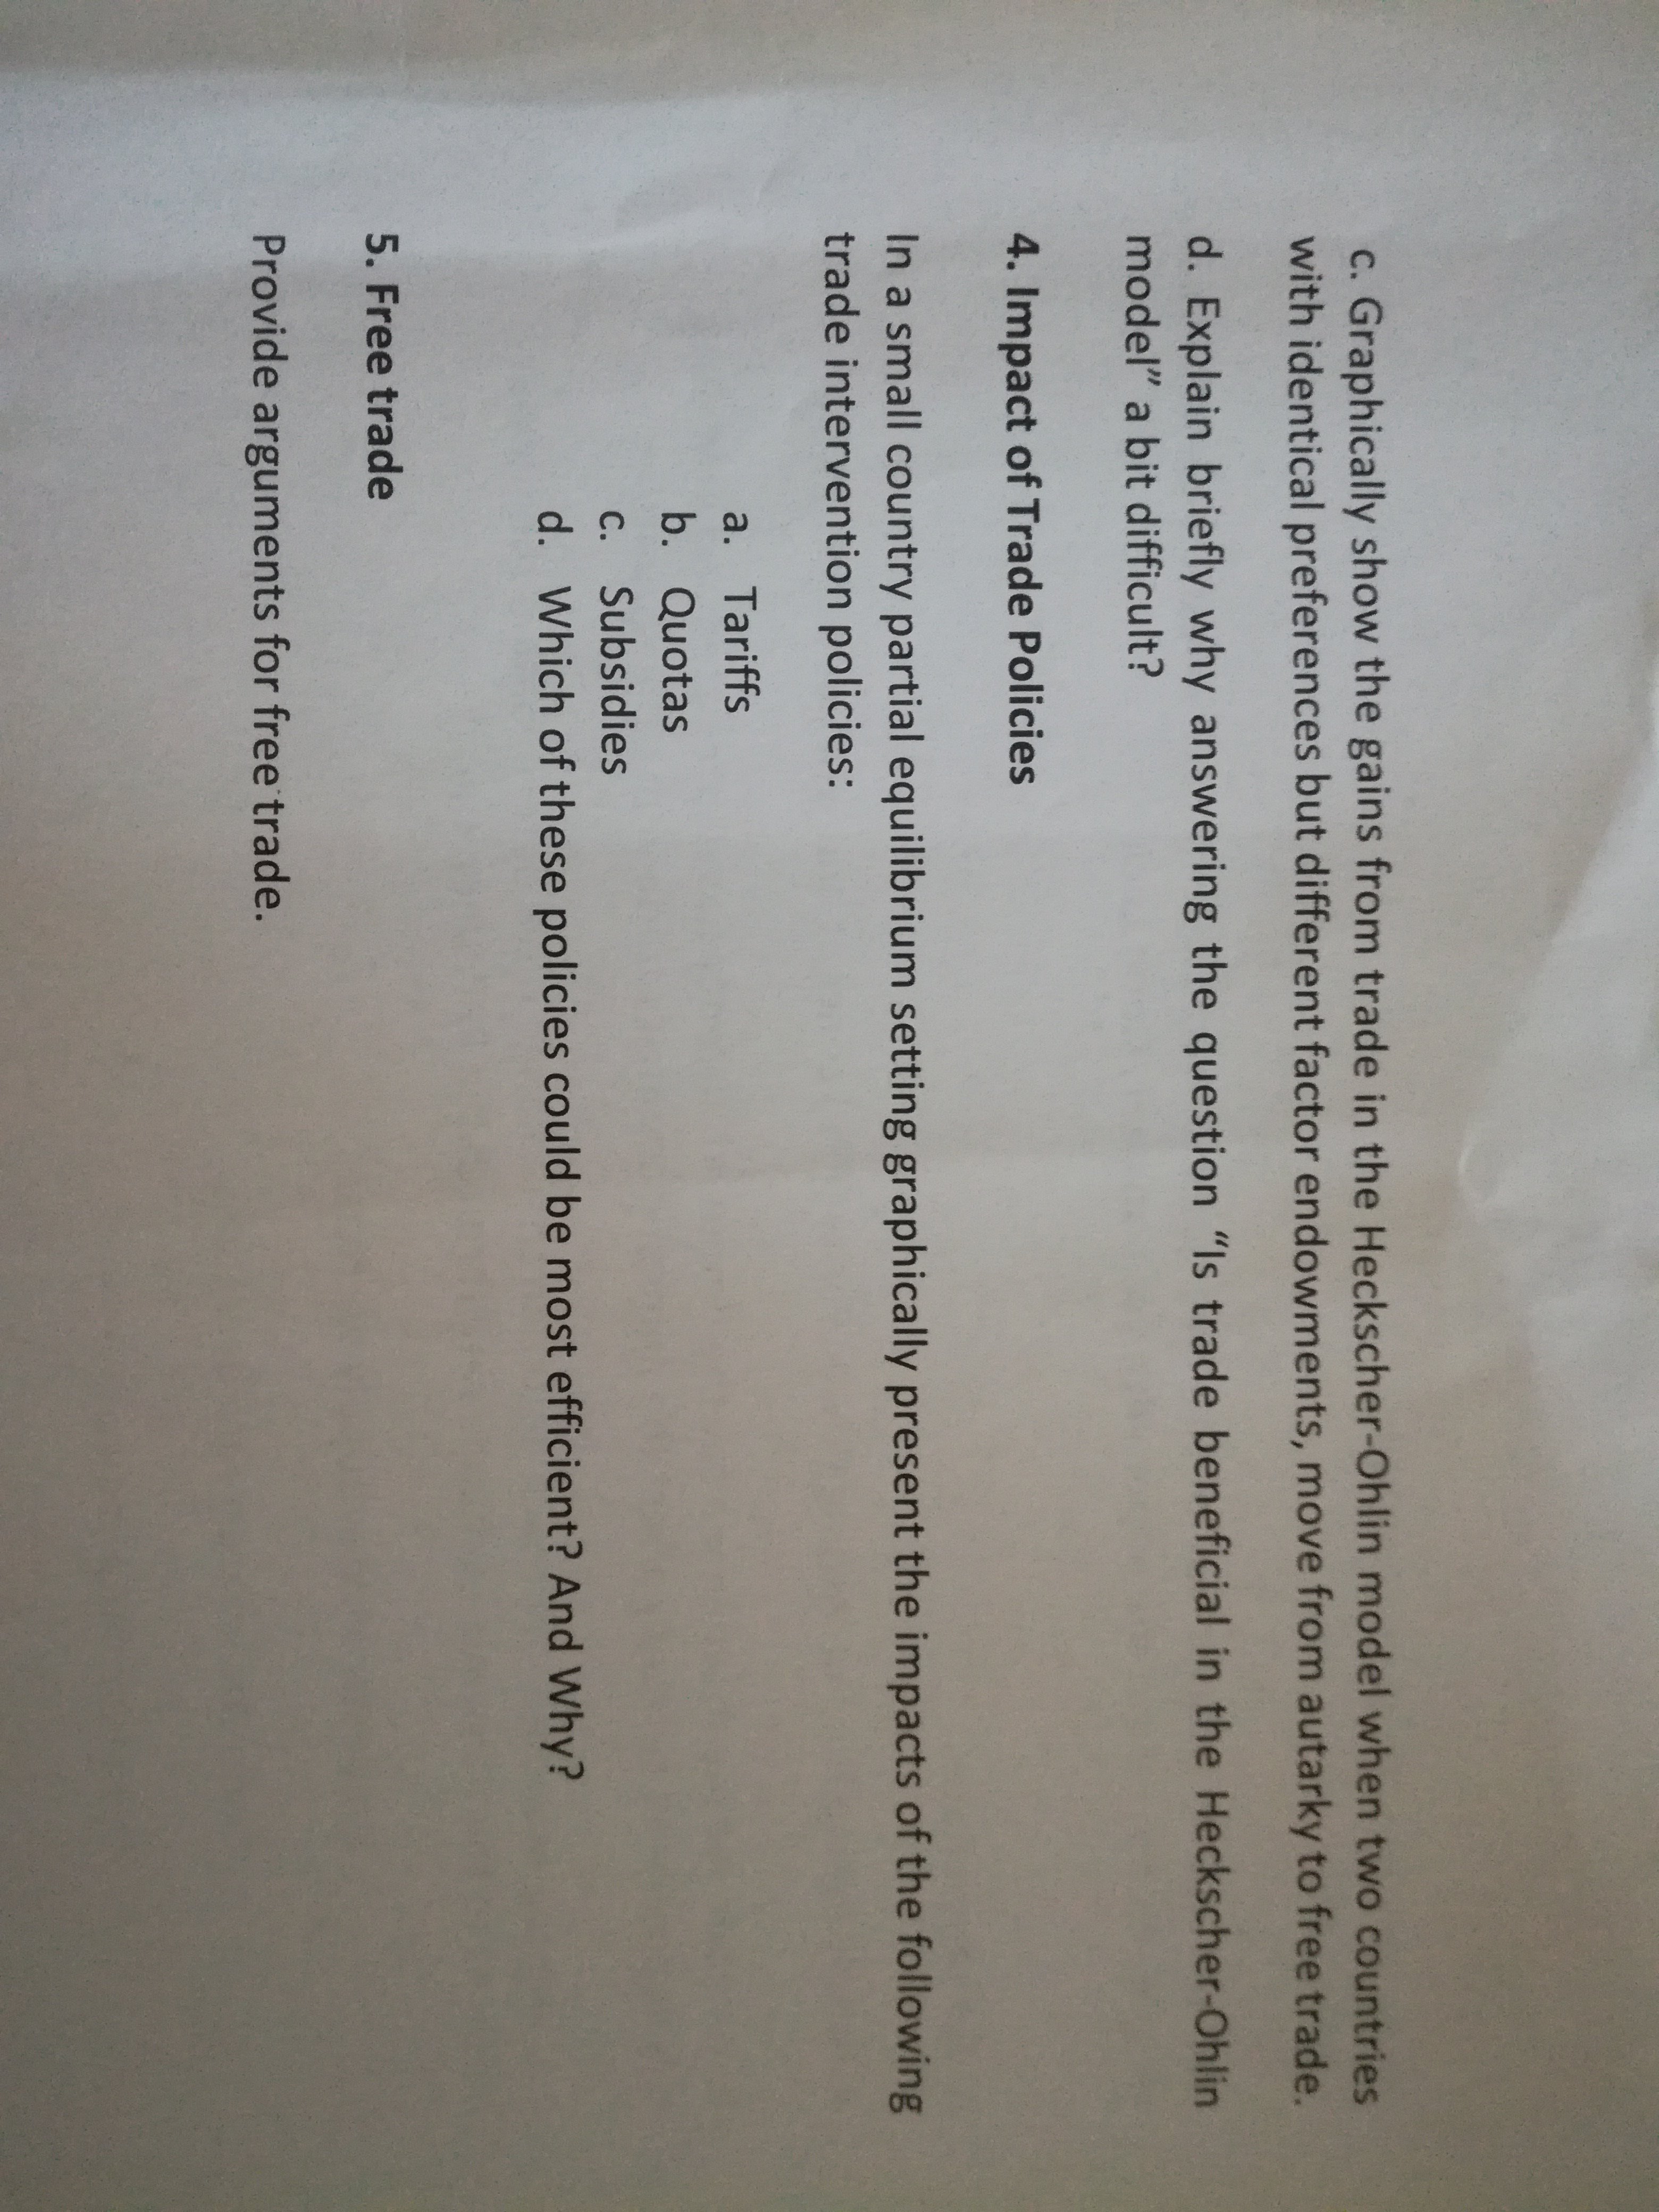 c. Graphically show the gains from trade in the Heckscher-Ohlin model when two countries
with identical preferences but different factor endowments, move from autarky to free trade.
d. Explain briefly why answering the question “Is trade beneficial in the Heckscher-Ohlin
model” a bit difficult?
4. Impact of Trade Policies
In a small country partial equilibrium setting graphically present the impacts of the following
trade intervention policies:
a. Tariffs
b. Quotas
c. Subsidies
d. Which of these policies could be most efficient? And Why?
5. Free trade
Provide arguments for free trade.